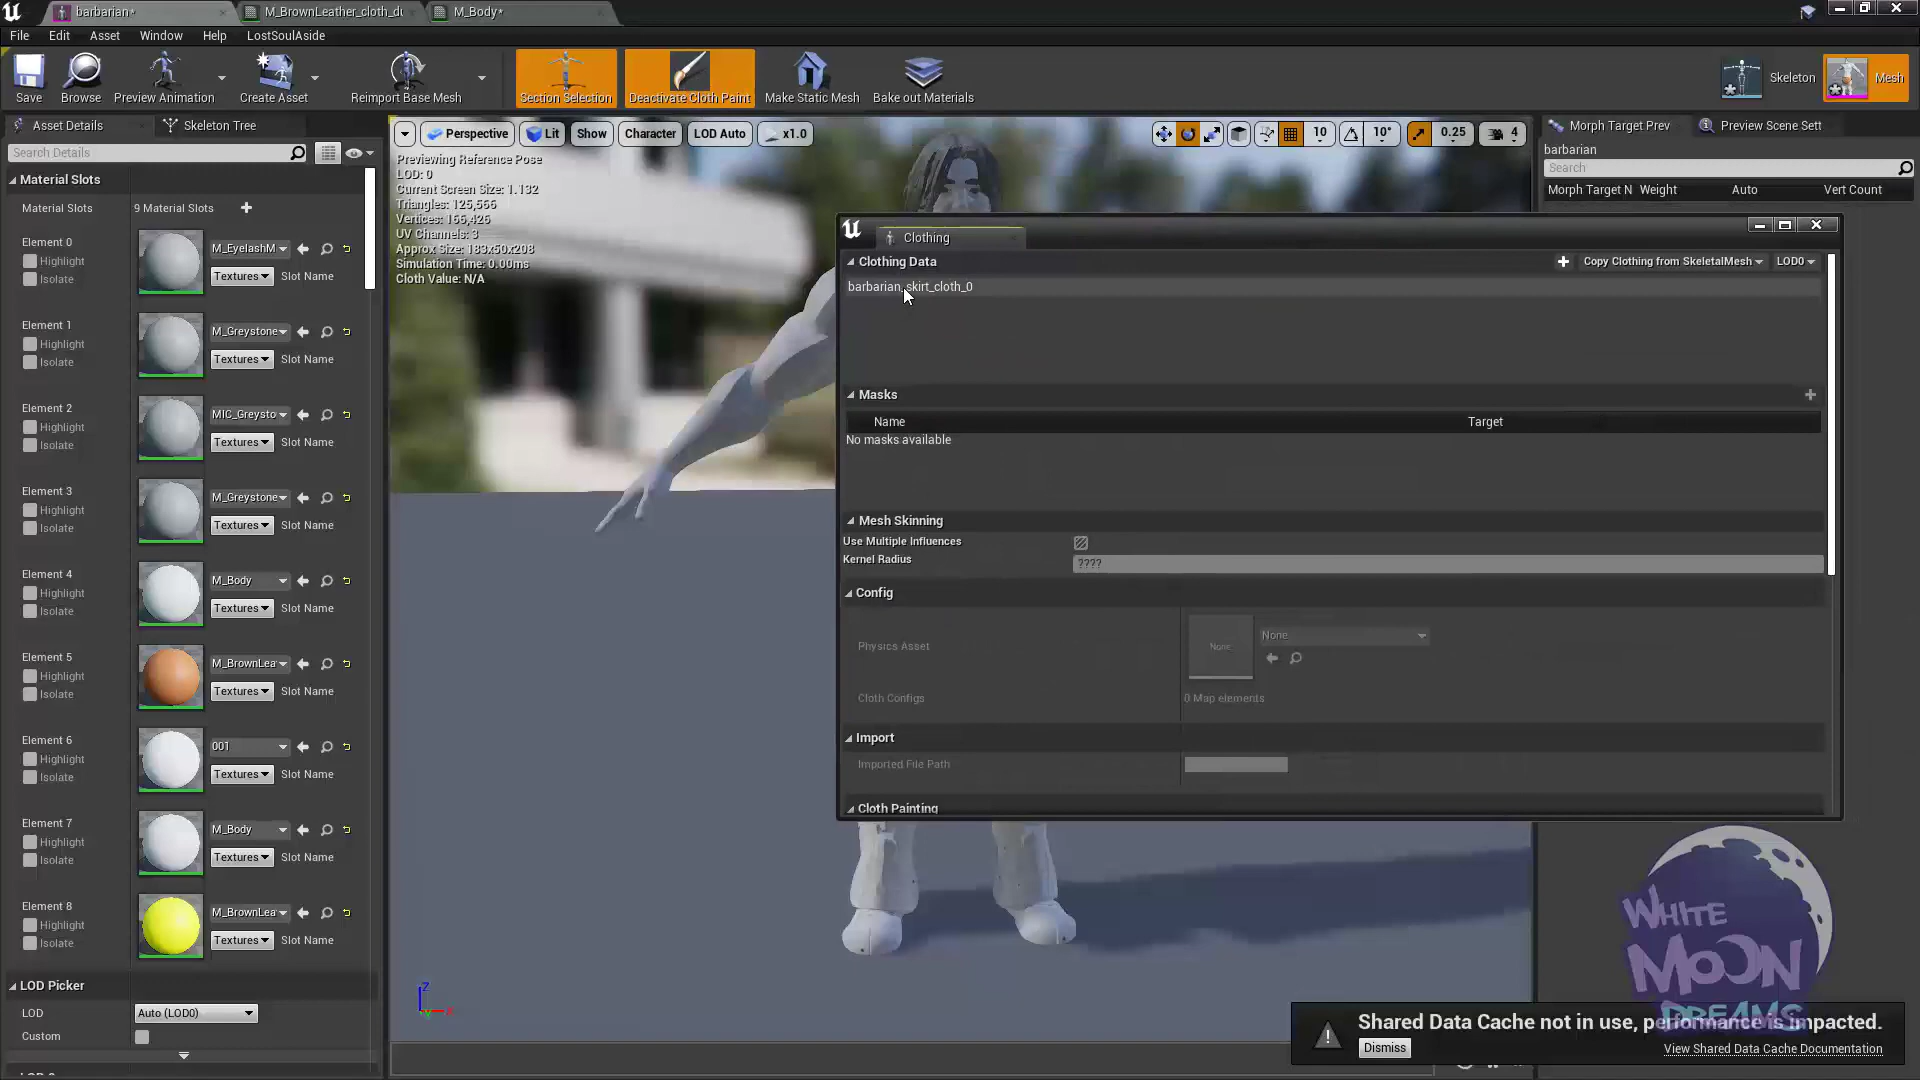 barbarian*
M_BrownLeather_cloth_du
M_Body*
File
Edit
Asset
Window
Help
LostSoulAside
Save
Browse
Preview Animation
Create Asset
Reimport Base Mesh
Section Selection
Deactivate Cloth Paint
Make Static Mesh
Bake out Materials
Skeleton
Mesh
Asset Details
Skeleton Tree
Search Details
Material Slots
Material Slots
9 Material Slots
Element 0
Highlight
Isolate
M_EyelashM
Textures
Slot Name
Element 1
Highlight
Isolate
M_Greystone
Textures
Slot Name
Element 2
Highlight
Isolate
MIC_Greysto
Textures
Slot Name
Element 3
Highlight
Isolate
M_Greystone
Textures
Slot Name
Element 4
Highlight
Isolate
M_Body
Textures
Slot Name
Element 5
Highlight
Isolate
M_BrownLea
Textures
Slot Name
Element 6
Highlight
Isolate
001
Textures
Slot Name
Element 7
Highlight
Isolate
M_Body
Textures
Slot Name
Element 8
Highlight
Isolate
M_BrownLea
Textures
Slot Name
LOD Picker
LOD
Auto (LOD0)
Custom
Perspective
Lit
Show
Character
LOD Auto
x1.0
10
10°
0.25
4
Previewing Reference Pose
LOD: 0
Current Screen Size: 1.132
Triangles: 125,566
Vertices: 166,426
UV Channels: 3
Approx Size: 183x50x208
Simulation Time: 0.00ms
Cloth Value: N/A
Z
Morph Target Prev
Preview Scene Sett
barbarian
Search
Morph Target N
Weight
Auto
Vert Count
Clothing
Clothing Data
Copy Clothing from SkeletalMesh
LOD0
barbarian_skirt_cloth_0
Masks
Name
Target
No masks available
Mesh Skinning
Use Multiple Influences
Kernel Radius
????
Config
Physics Asset
None
None
Cloth Configs
0 Map elements
Import
Imported File Path
Cloth Painting
WHITE
MOON
DREAMS
Shared Data Cache not in use, performance is impacted.
Dismiss
View Shared Data Cache Documentation